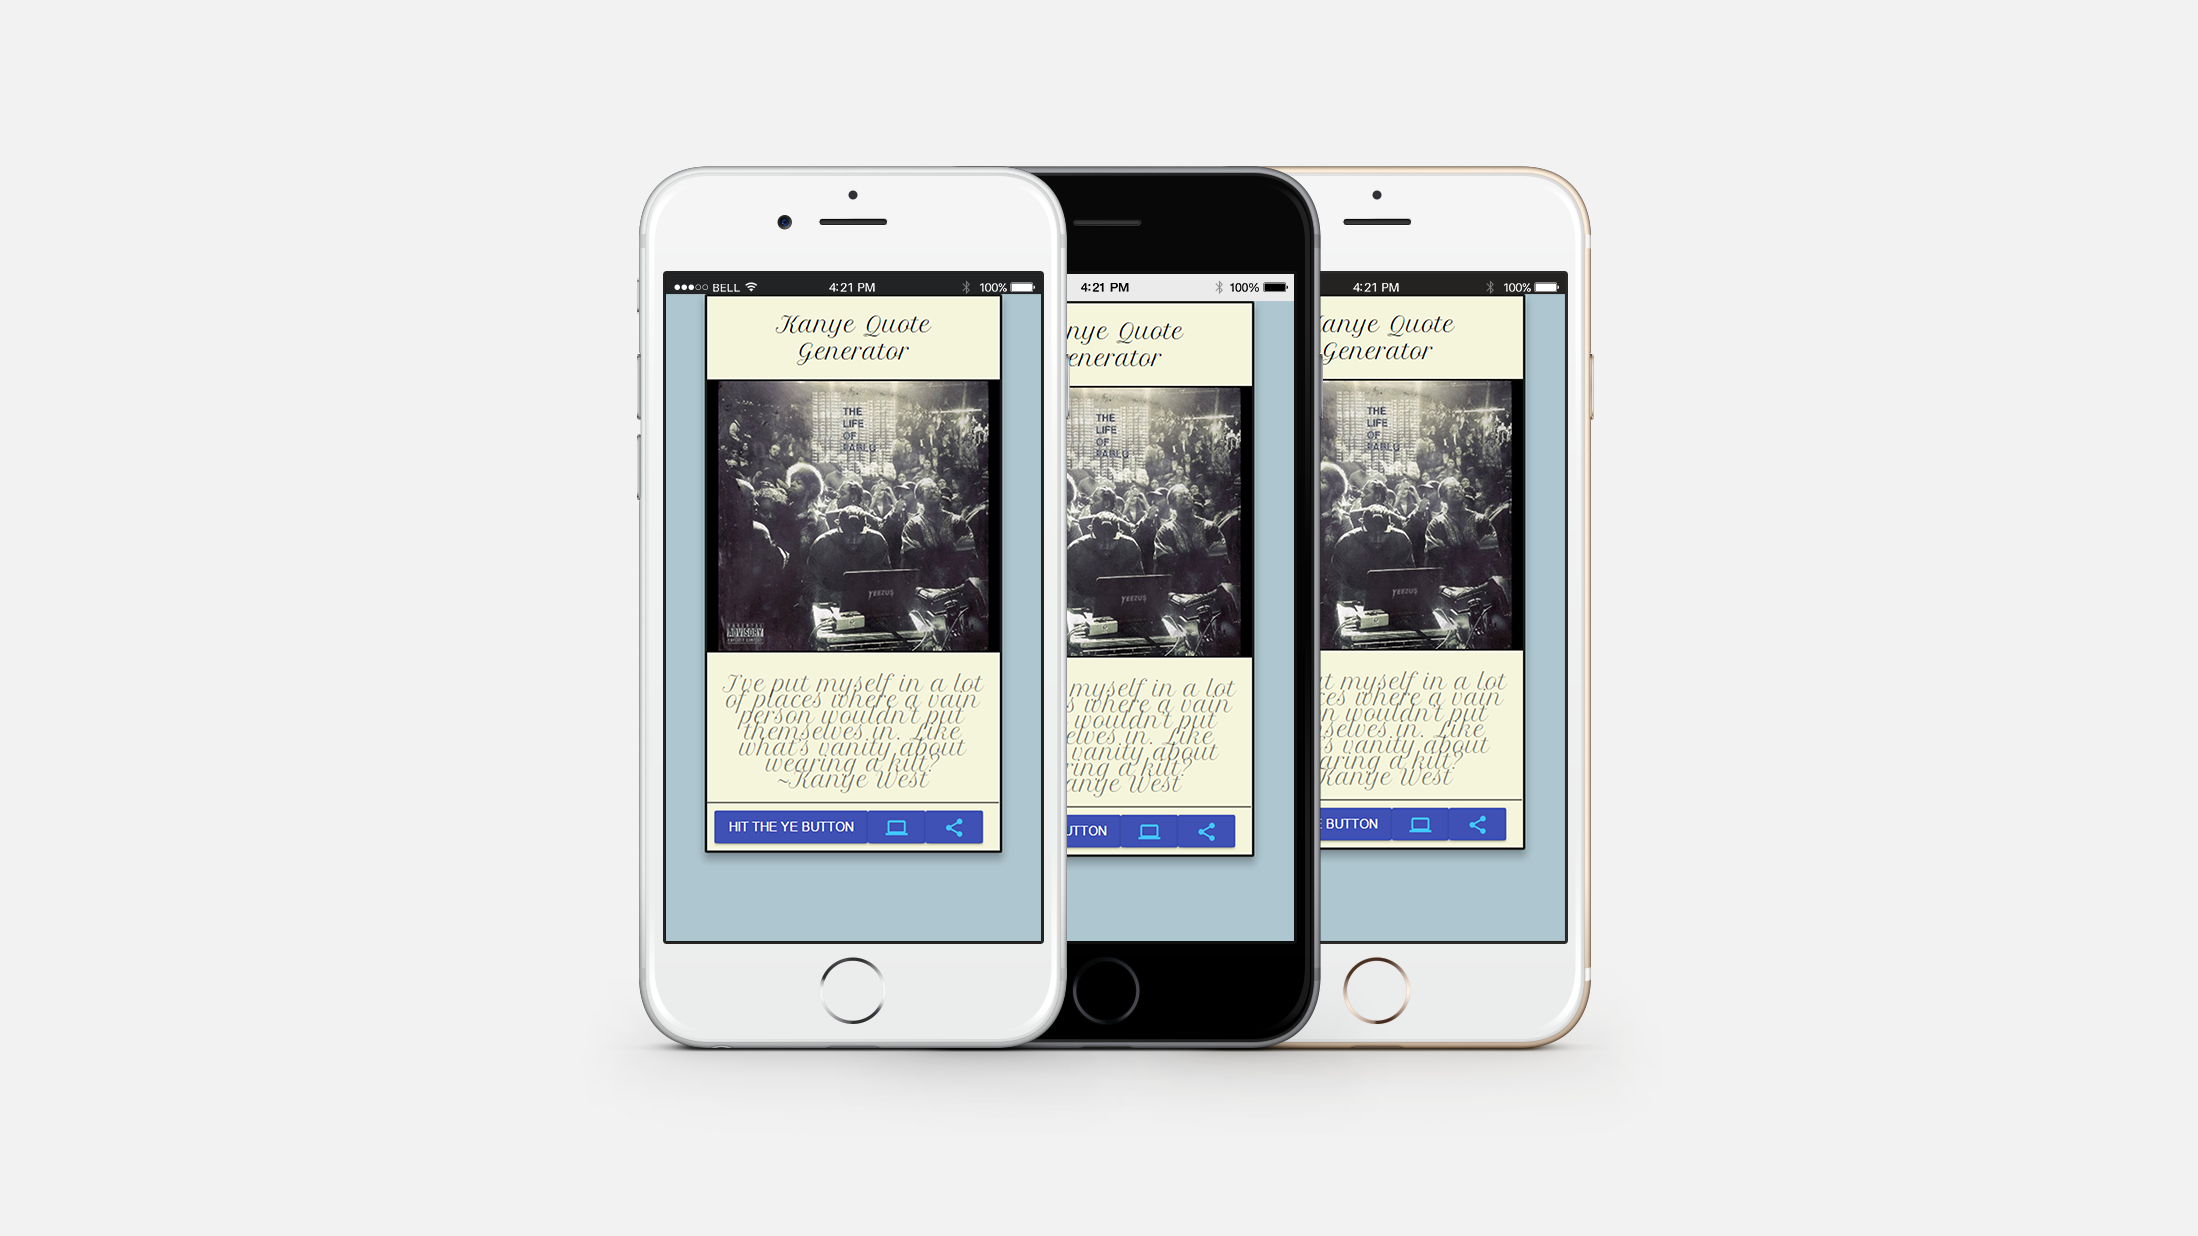 BELL 4:21 PM 100%
Kanye Quote
Generator
THE
LIFE
OF
PABLO
YEEZUS
PARENTAL
ADVISORY
EXPLICIT CONTENT
I've put myself in a lot
of places where a vain
person wouldn't put
themselves in. Like
what's vanity about
wearing a kilt?
~Kanye West
HIT THE YE BUTTON
4:21 PM 100%
nye Quote
enerator
THE
LIFE
OF
PABLO
YEEZUS
myself in a lot
s where a vain
wouldn't put
elves in. Like
vanity about
ring a kilt?
anye West
UTTON
4:21 PM 100%
anye Quote
Generator
THE
LIFE
OF
PABLO
YEEZUS
ut myself in a lot
ces where a vain
n wouldn't put
mselves in. Like
s vanity about
aring a kilt?
Kanye West
E BUTTON